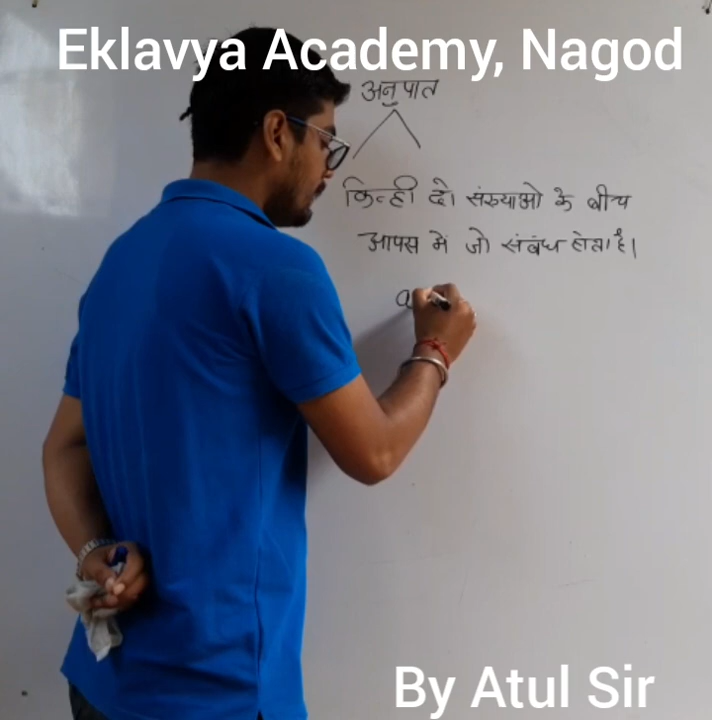 Eklavya Academy, Nagod
अनुपात
किन्ही दो संख्याओ के बीच
आपस में जो संबंध होता है।
a
By Atul Sir